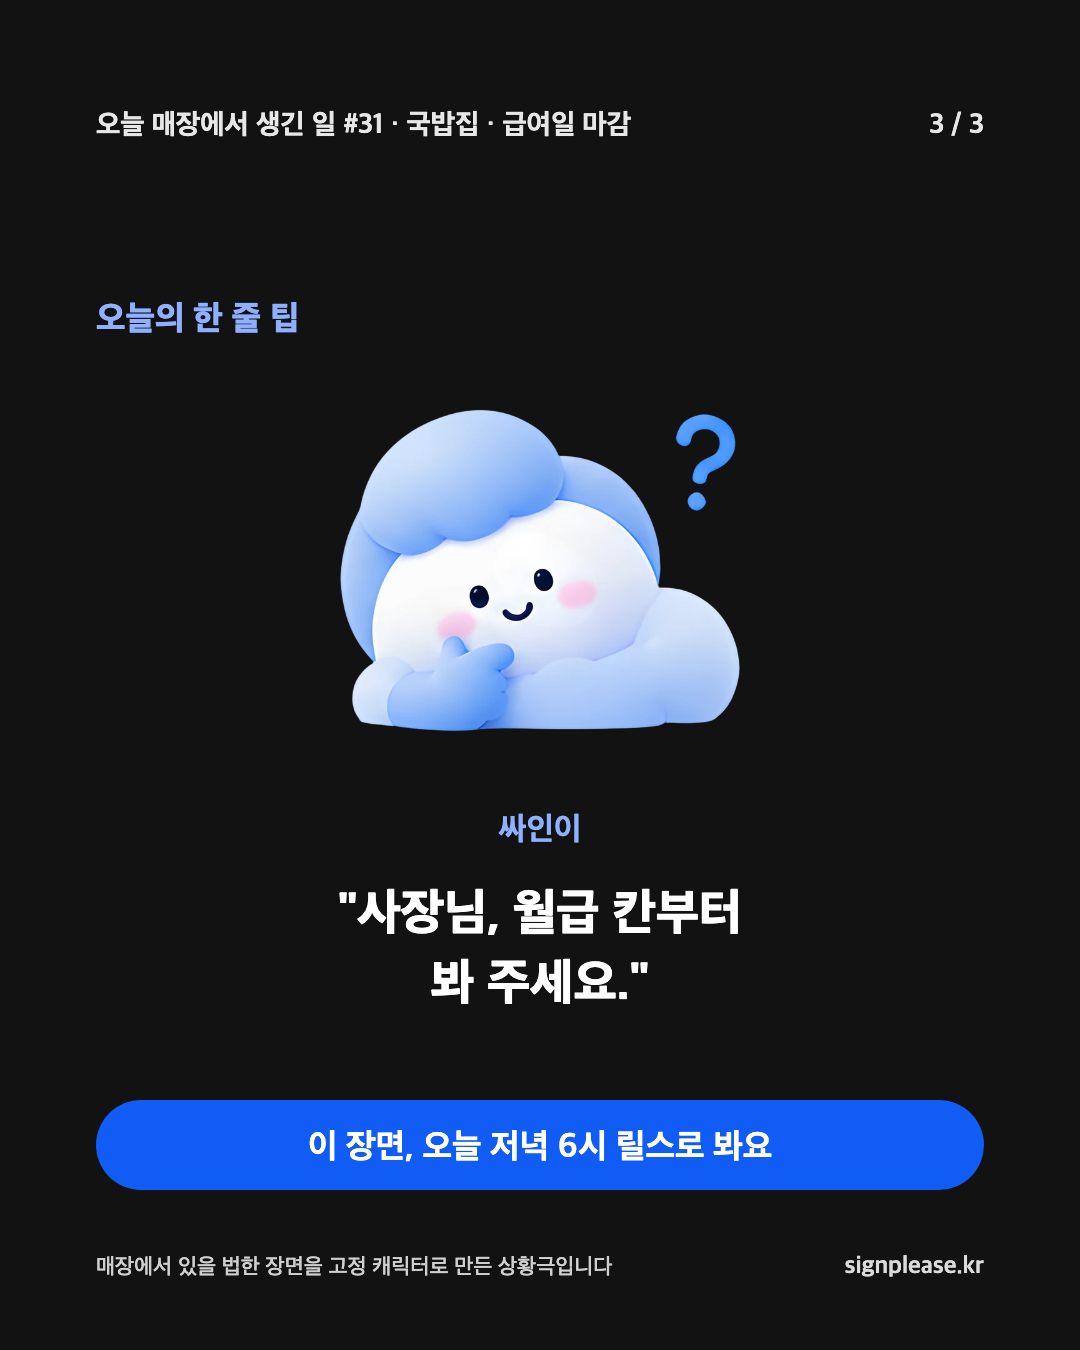 오늘 매장에서 생긴 일 #31 · 국밥집 · 급여일 마감
3 / 3
오늘의 한 줄 팁
?
싸인이
"사장님, 월급 칸부터
봐 주세요."
이 장면, 오늘 저녁 6시 릴스로 봐요
매장에서 있을 법한 장면을 고정 캐릭터로 만든 상황극입니다
signplease.kr